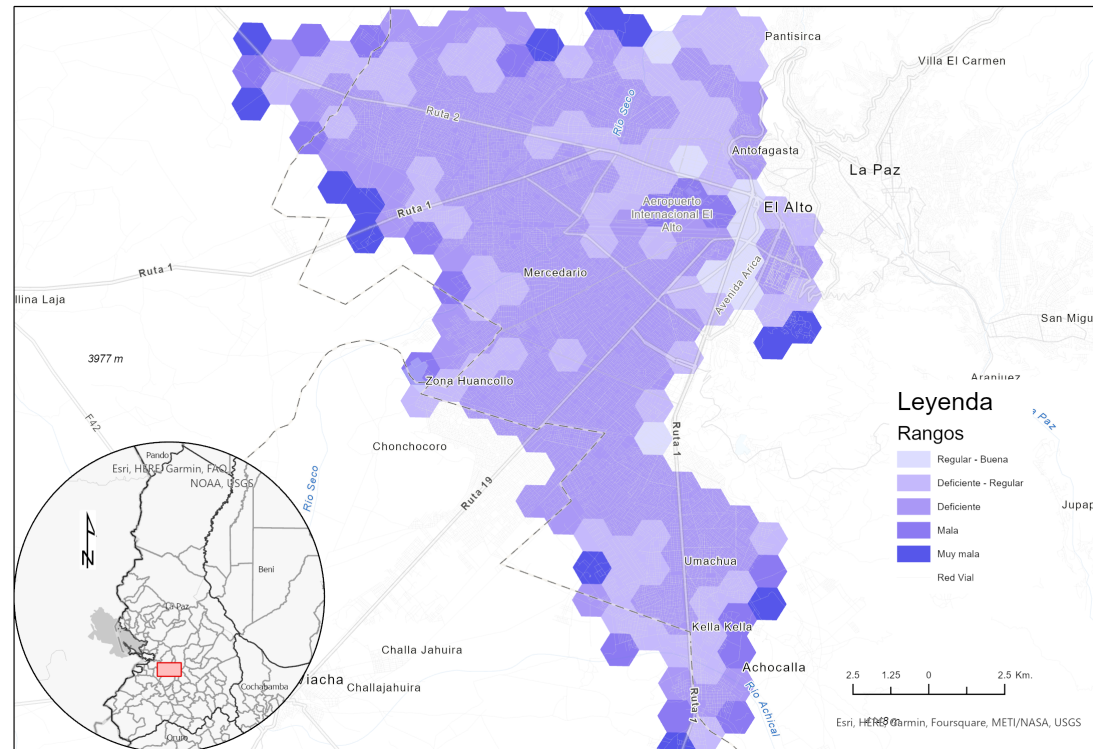 Pantisirca
Villa El Carmen
Ruta 2
Río Seco
Antofagasta
La Paz
Aeropuerto
Internacional El
Alto
El Alto
Ruta 1
Ruta 1
Mercedario
Avenida Arica
llina Laja
San Migu
3977 m
Zona Huancollo
Aranjuez
F42
Chonchocoro
Ruta 1
Leyenda
a Paz
Rangos
Regular - Buena
Deficiente - Regular
Deficiente
Mala
Muy mala
Red Vial
Jupap
Pando
Esri, HERE, Garmin, FAO,
NOAA, USGS
Río Seco
Ruta 19
N
Beni
Umachua
La Paz
Kella Kella
Challa Jahuira
Achocalla
Viacha
Challajahuira
Cochabamba
Oruro
Ruta 1
Río Achical
2.5 1.25 0 2.5 Km.
Esri, HERE, Garmin, Foursquare, METI/NASA, USGS